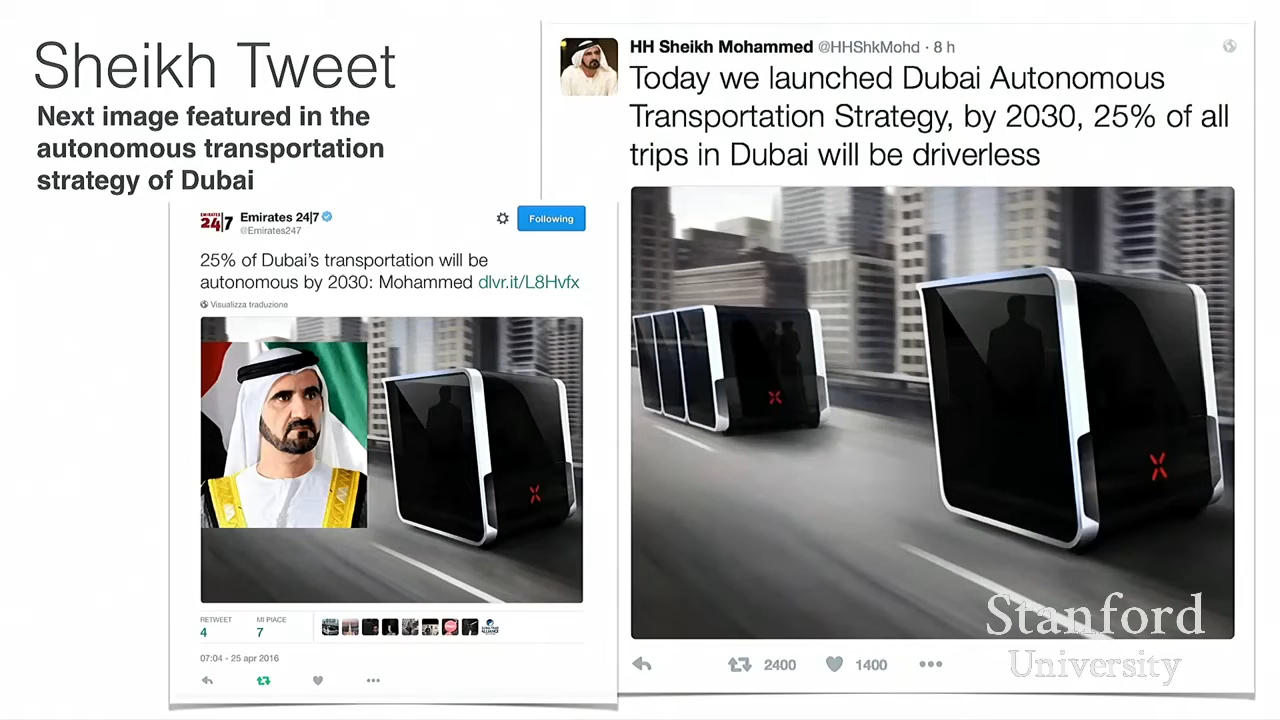 Sheikh Tweet
Next image featured in the
autonomous transportation
strategy of Dubai
EMIRATES
24|7
Emirates 24|7
@Emirates247
Following
25% of Dubai's transportation will be
autonomous by 2030: Mohammed dlvr.it/L8Hvfx
Visualizza traduzione
RETWEET
4
MI PIACE
7
07:04 - 25 apr 2016
HH Sheikh Mohammed @HHShkMohd · 8 h
Today we launched Dubai Autonomous
Transportation Strategy, by 2030, 25% of all
trips in Dubai will be driverless
2400
1400
Stanford
University